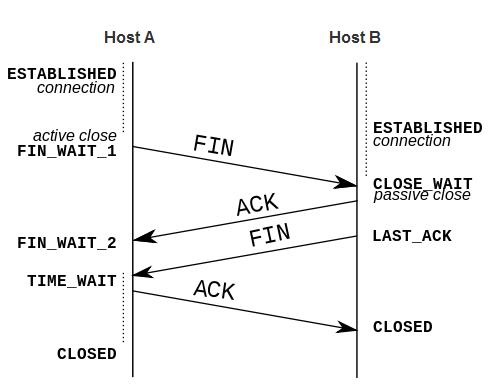 Host A
Host B
ESTABLISHED
connection
active close
FIN_WAIT_1
FIN
ESTABLISHED
connection
CLOSE_WAIT
passive close
ACK
FIN
LAST_ACK
FIN_WAIT_2
TIME_WAIT
ACK
CLOSED
CLOSED